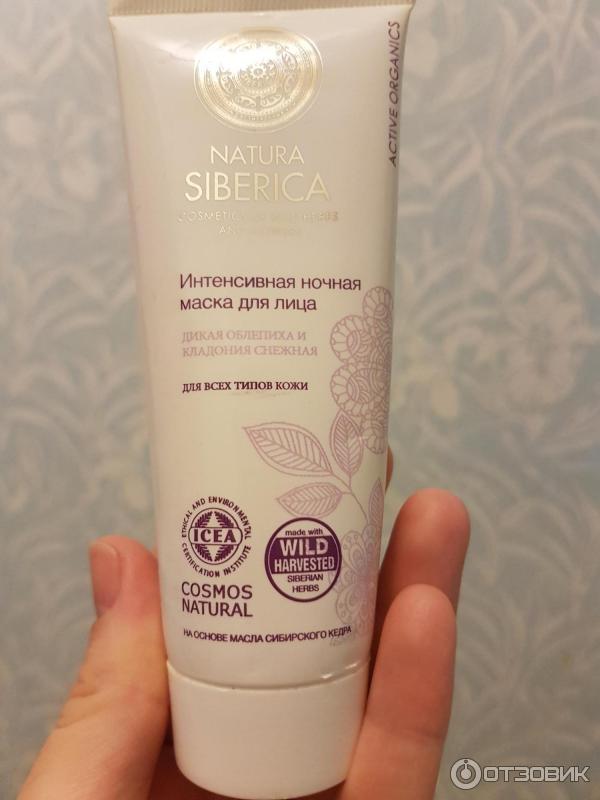 ACTIVE ORGANICS
NATURA
SIBERICA
COSMETICS
Интенсивная ночная
маска для лица
ДИКАЯ ОБЛЕПИХА И
КЛАДОНИЯ СНЕЖНАЯ
ДЛЯ ВСЕХ ТИПОВ КОЖИ
ETHICAL AND ENVIRONMENTAL
ICEA
CERTIFICATION INSTITUTE
COSMOS
NATURAL
made with
WILD
HARVESTED
SIBERIAN
HERBS
НА ОСНОВЕ МАСЛА СИБИРСКОГО КЕДРА
ОТЗОВИК